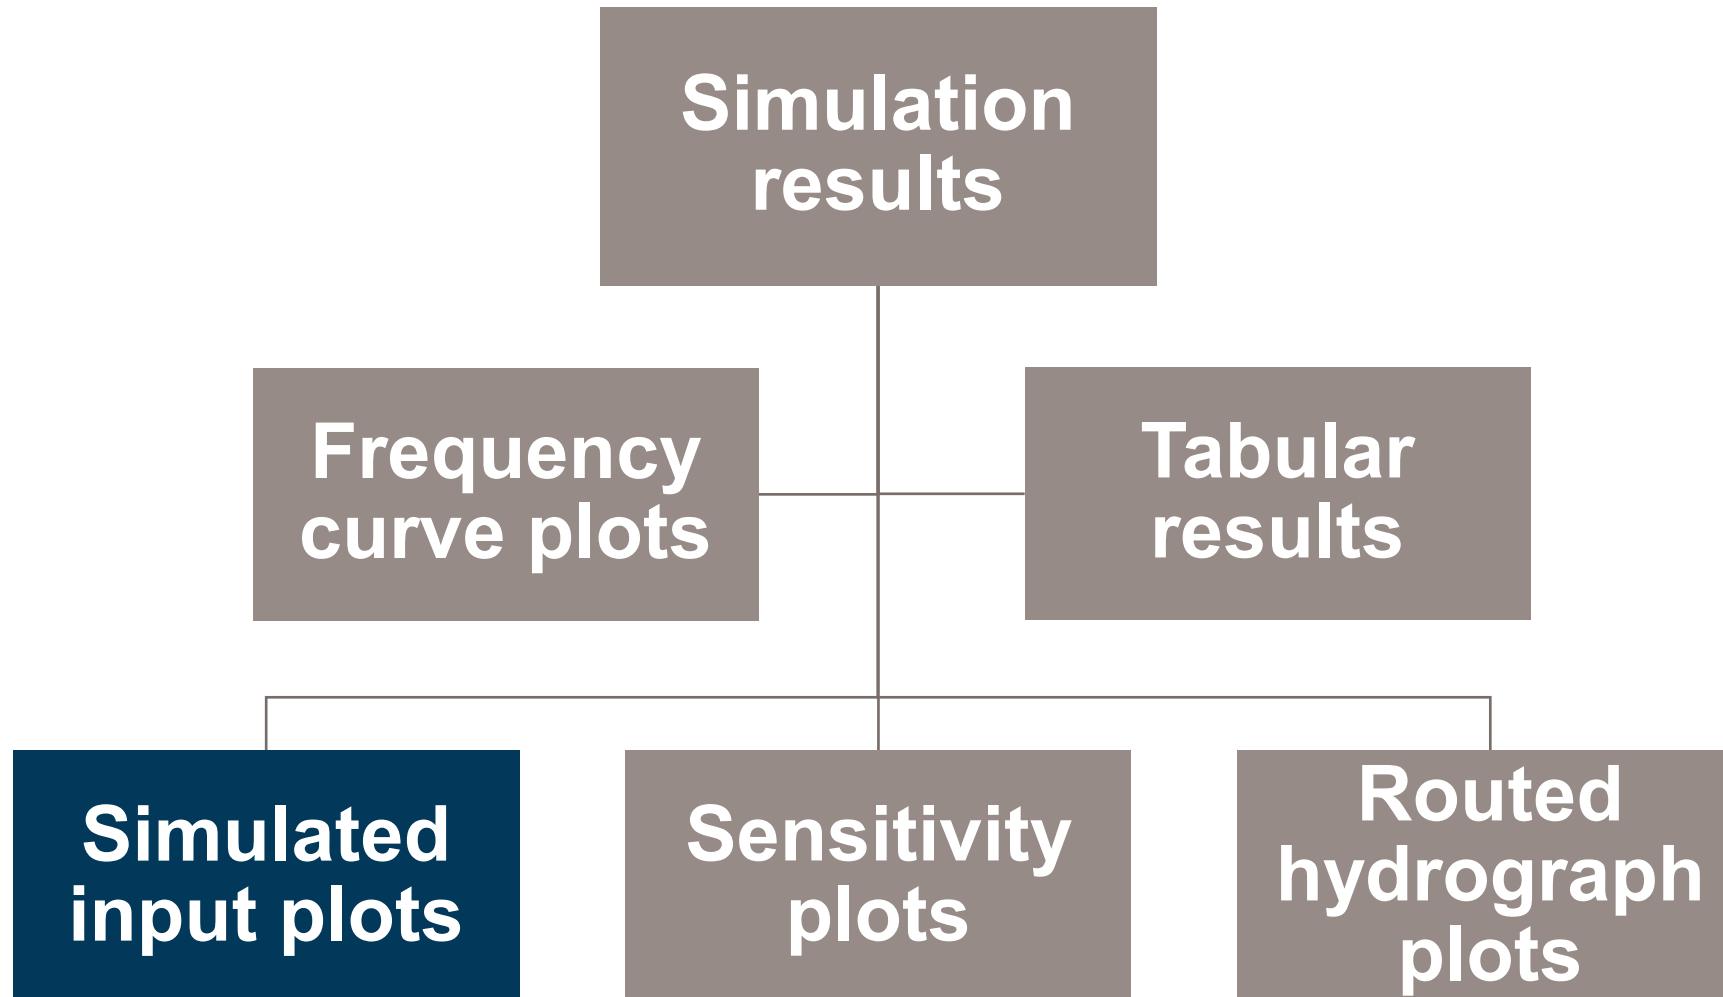 Simulation
results
Frequency
curve plots
Tabular
results
Simulated
input plots
Sensitivity
plots
Routed
hydrograph
plots